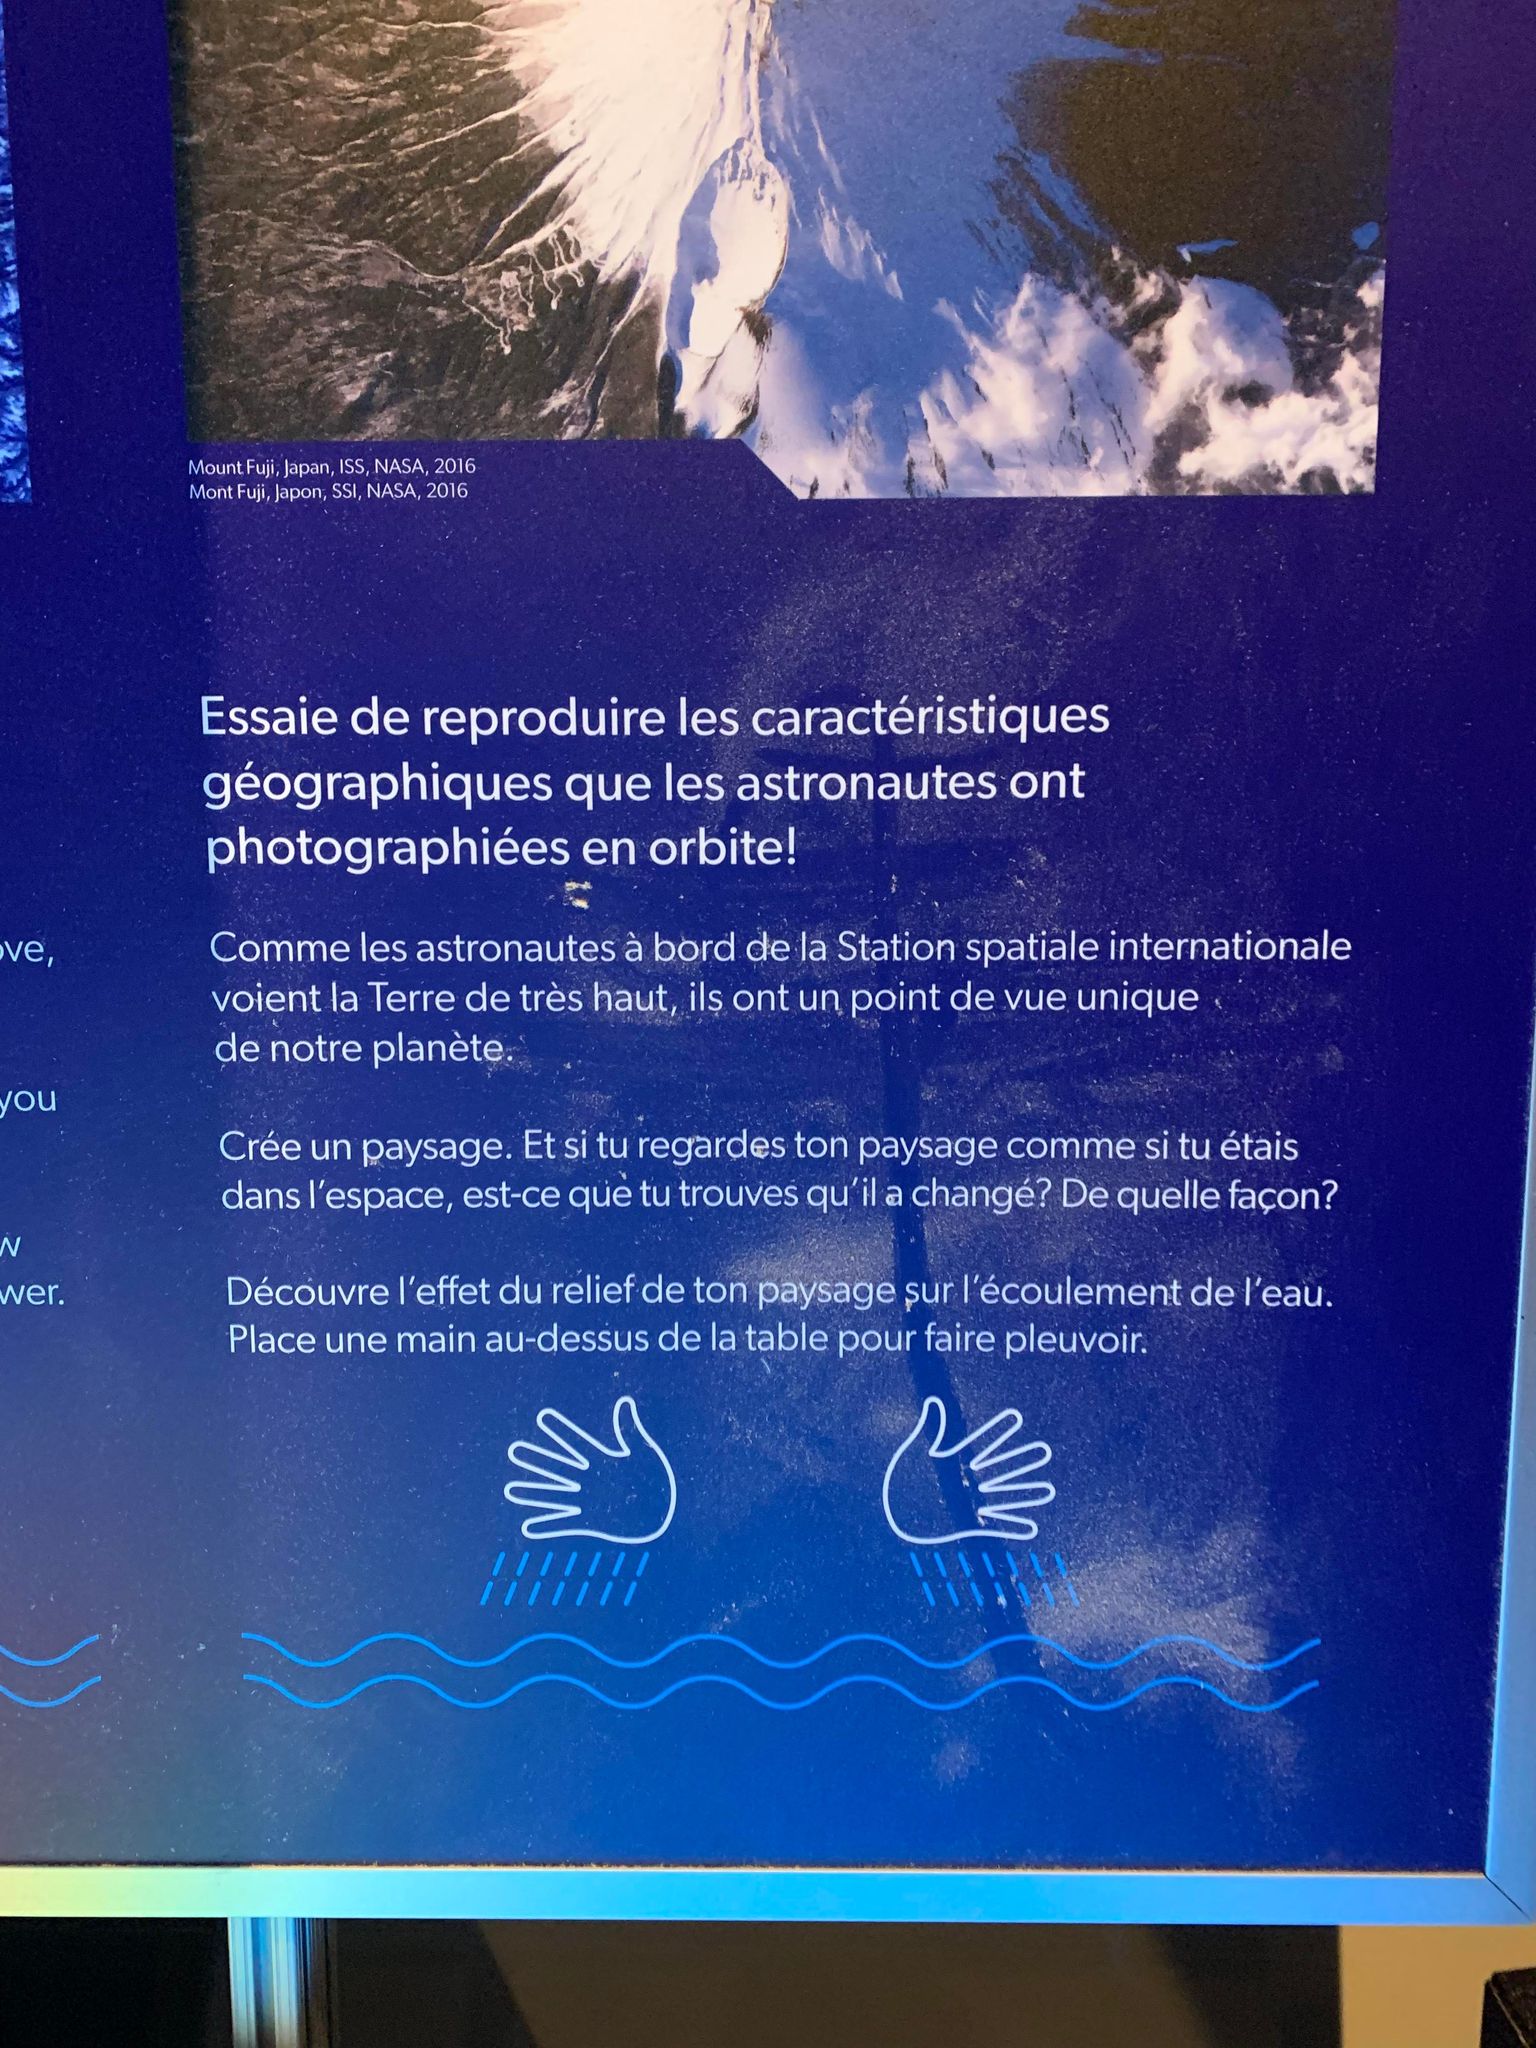 Mount Fuji, Japan, ISS, NASA, 2016
Mont Fuji, Japon, SSI, NASA, 2016
Essaie de reproduire les caractéristiques
géographiques que les astronautes ont
photographiées en orbite!
Comme les astronautes à bord de la Station spatiale internationale
voient la Terre de très haut, ils ont un point de vue unique
de notre planète.
Crée un paysage. Et si tu regardes ton paysage comme si tu étais
dans l'espace, est-ce que tu trouves qu'il a changé? De quelle façon?
Découvre l'effet du relief de ton paysage sur l'écoulement de l'eau.
Place une main au-dessus de la table pour faire pleuvoir.
you